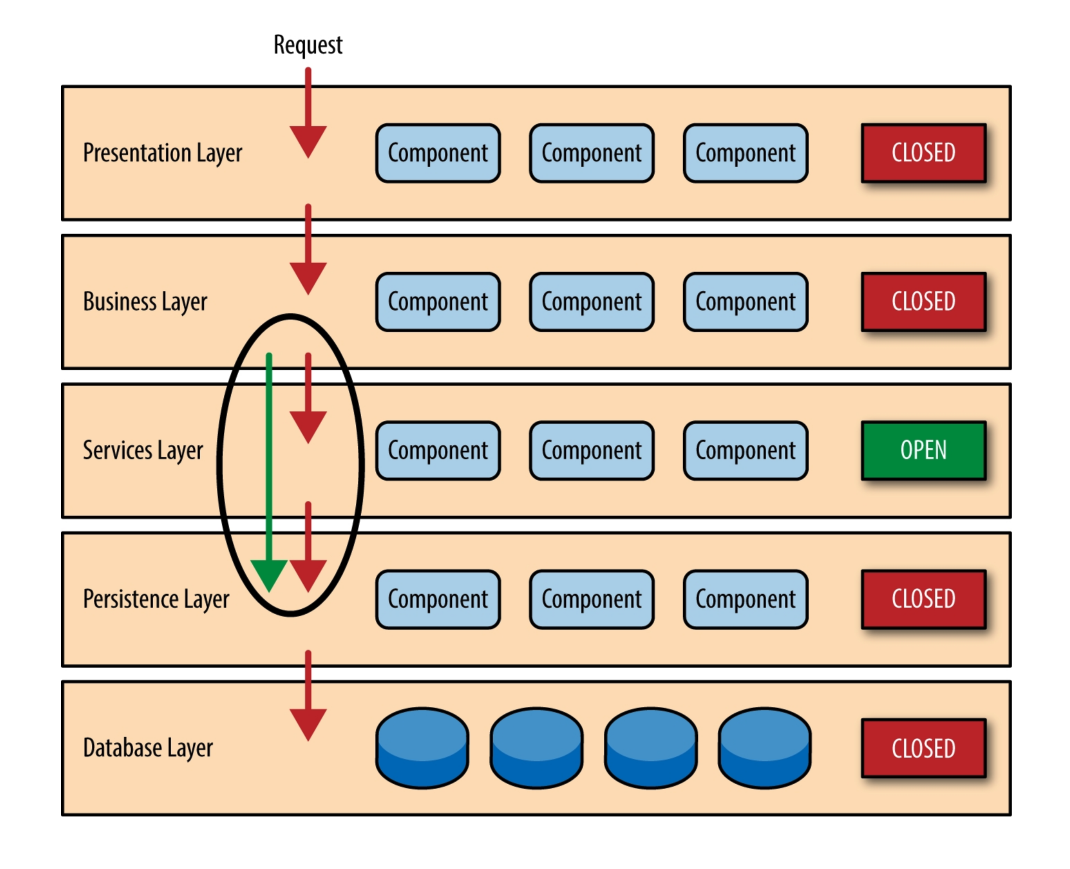 Request
Presentation Layer Component Component Component CLOSED
Business Layer Component Component Component CLOSED
Services Layer Component Component Component OPEN
Persistence Layer Component Component Component CLOSED
Database Layer CLOSED